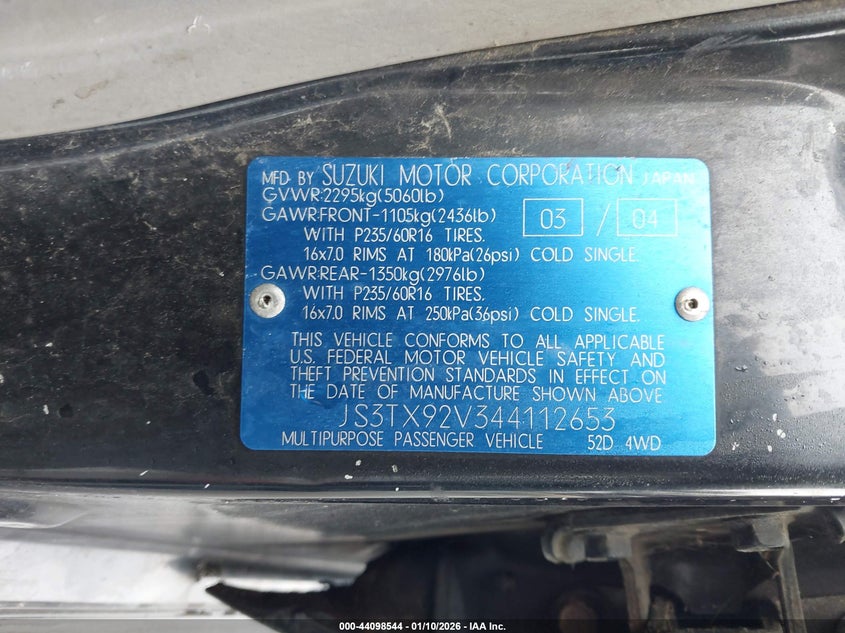 MFD BY SUZUKI MOTOR CORPORATION JAPAN
GVWR:2295kg(5060lb)
GAWR:FRONT-1105kg(2436lb) 03 / 04
WITH P235/60R16 TIRES.
16x7.0 RIMS AT 180kPa(26psi) COLD SINGLE.
GAWR:REAR-1350kg(2976lb)
WITH P235/60R16 TIRES.
16x7.0 RIMS AT 250kPa(36psi) COLD SINGLE.
THIS VEHICLE CONFORMS TO ALL APPLICABLE
U.S. FEDERAL MOTOR VEHICLE SAFETY AND
THEFT PREVENTION STANDARDS IN EFFECT ON
THE DATE OF MANUFACTURE SHOWN ABOVE
JS3TX92V344112653
MULTIPURPOSE PASSENGER VEHICLE 52D 4WD
000-44098544 - 01/10/2026 - IAA Inc.